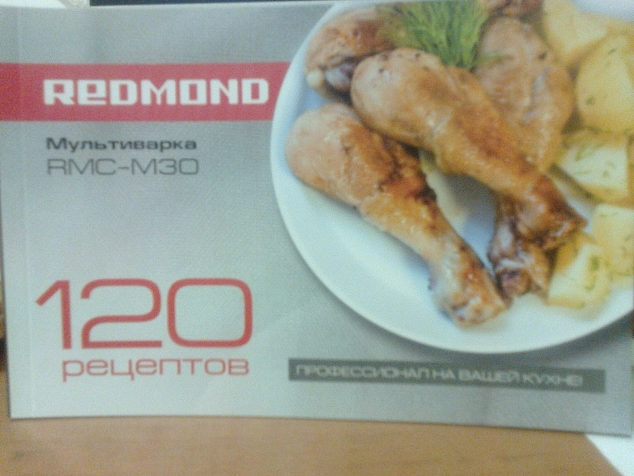 REDMOND
Мультиварка
RMC-M30
120
рецептов
ПРОФЕССИОНАЛ НА ВАШЕЙ КУХНЕ!